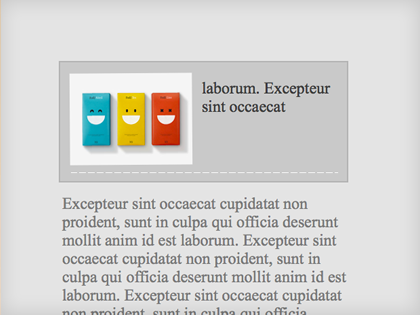 laborum. Excepteur
sint occaecat
Excepteur sint occaecat cupidatat non
proident, sunt in culpa qui officia deserunt
mollit anim id est laborum. Excepteur sint
occaecat cupidatat non proident, sunt in
culpa qui officia deserunt mollit anim id est
laborum. Excepteur sint occaecat cupidatat
non proident, sunt in culpa qui officia